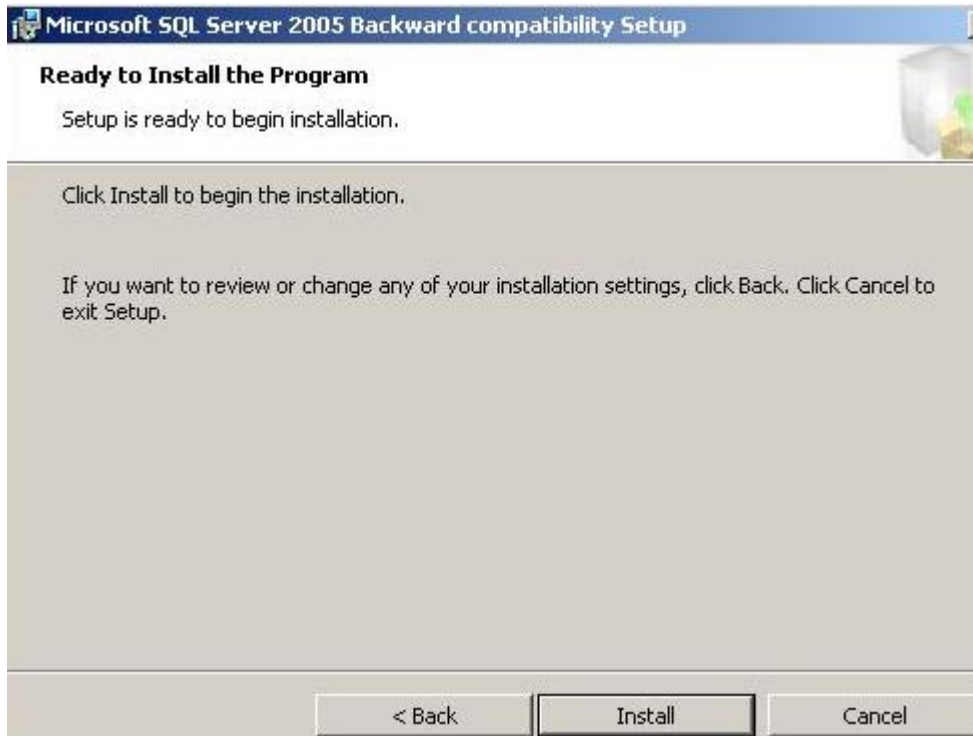 Microsoft SQL Server 2005 Backward compatibility Setup
Ready to Install the Program
Setup is ready to begin installation.
Click Install to begin the installation.
If you want to review or change any of your installation settings, click Back. Click Cancel to
exit Setup.
< Back
Install
Cancel